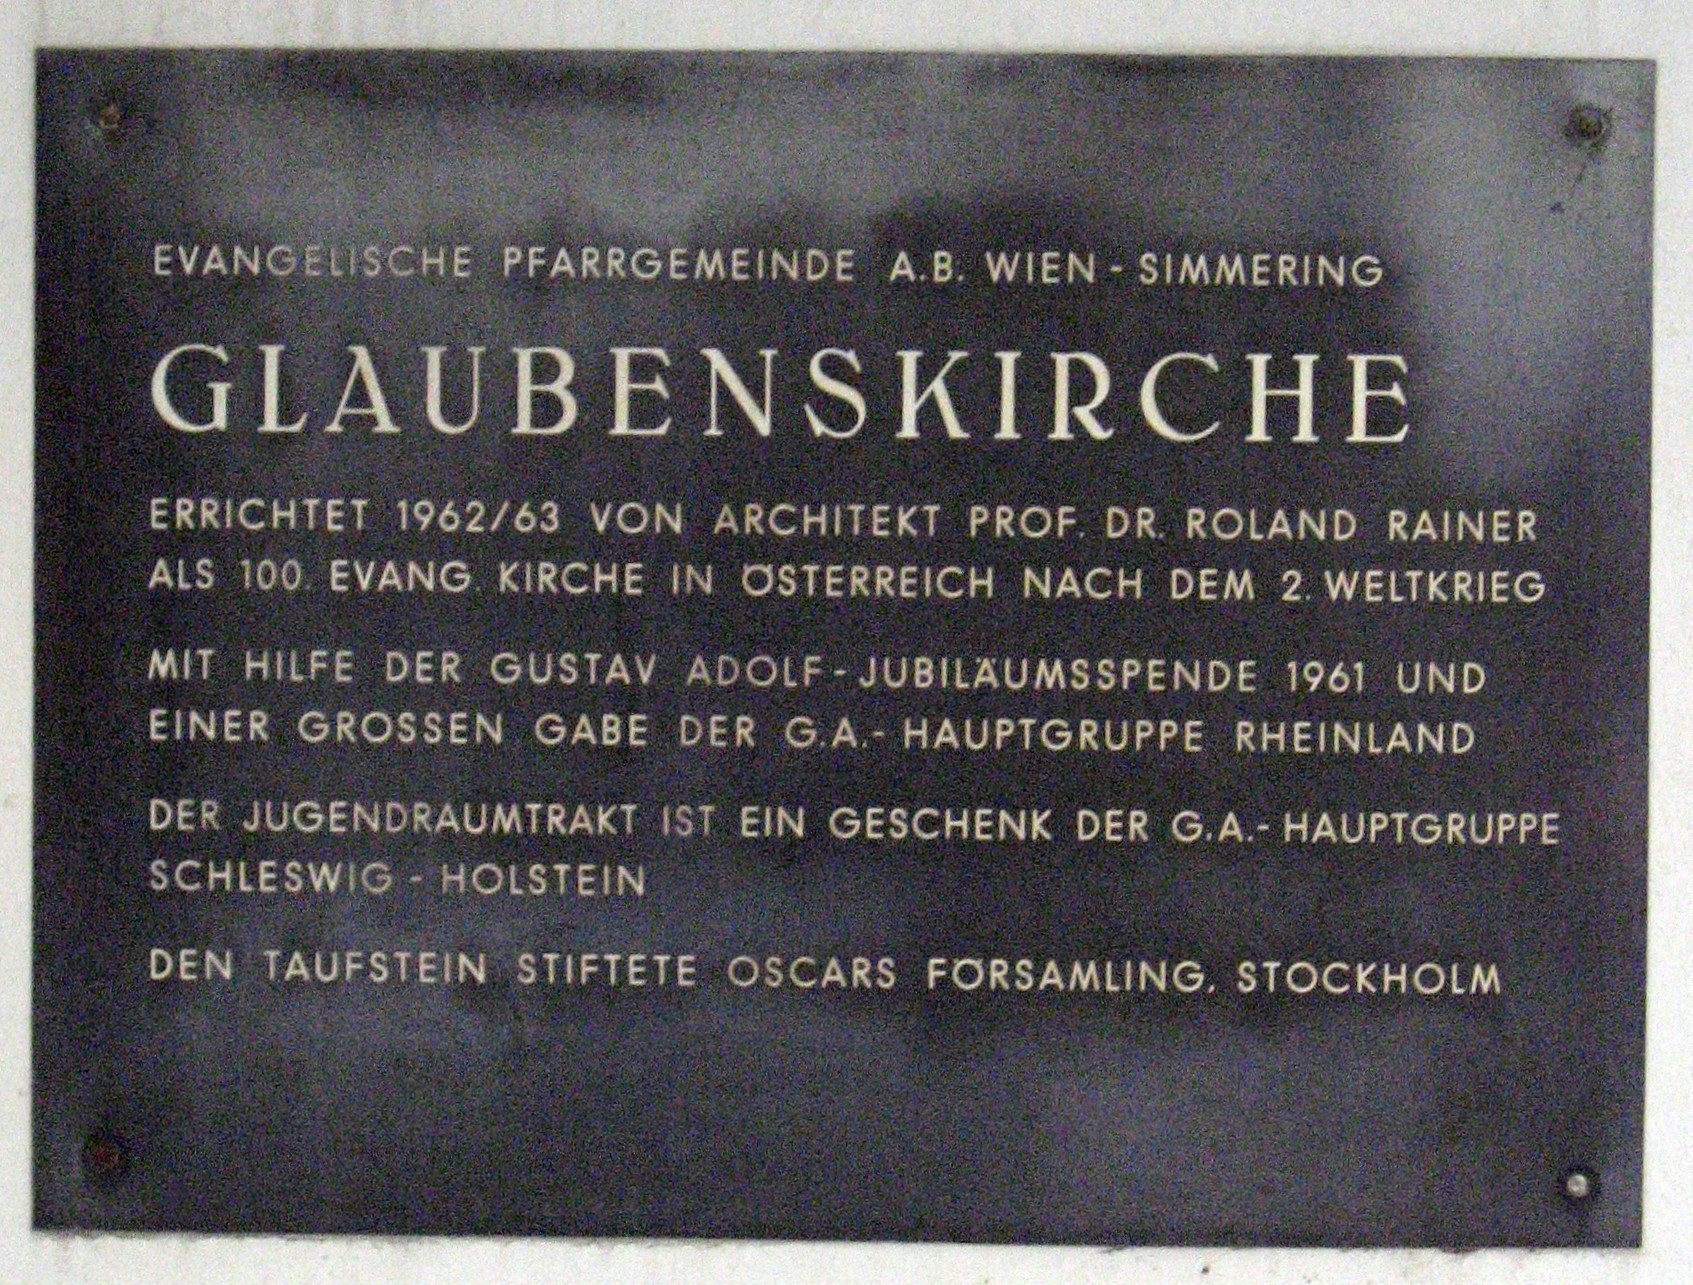 EVANGELISCHE PFARRGEMEINDE A.B. WIEN - SIMMERING
GLAUBENSKIRCHE
ERRICHTET 1962/63 VON ARCHITEKT PROF. DR. ROLAND RAINER
ALS 100. EVANG. KIRCHE IN ÖSTERREICH NACH DEM 2. WELTKRIEG
MIT HILFE DER GUSTAV ADOLF - JUBILÄUMSSPENDE 1961 UND
EINER GROSSEN GABE DER G.A.- HAUPTGRUPPE RHEINLAND
DER JUGENDRAUMTRAKT IST EIN GESCHENK DER G.A.- HAUPTGRUPPE
SCHLESWIG - HOLSTEIN
DEN TAUFSTEIN STIFTETE OSCARS FÖRSAMLING, STOCKHOLM